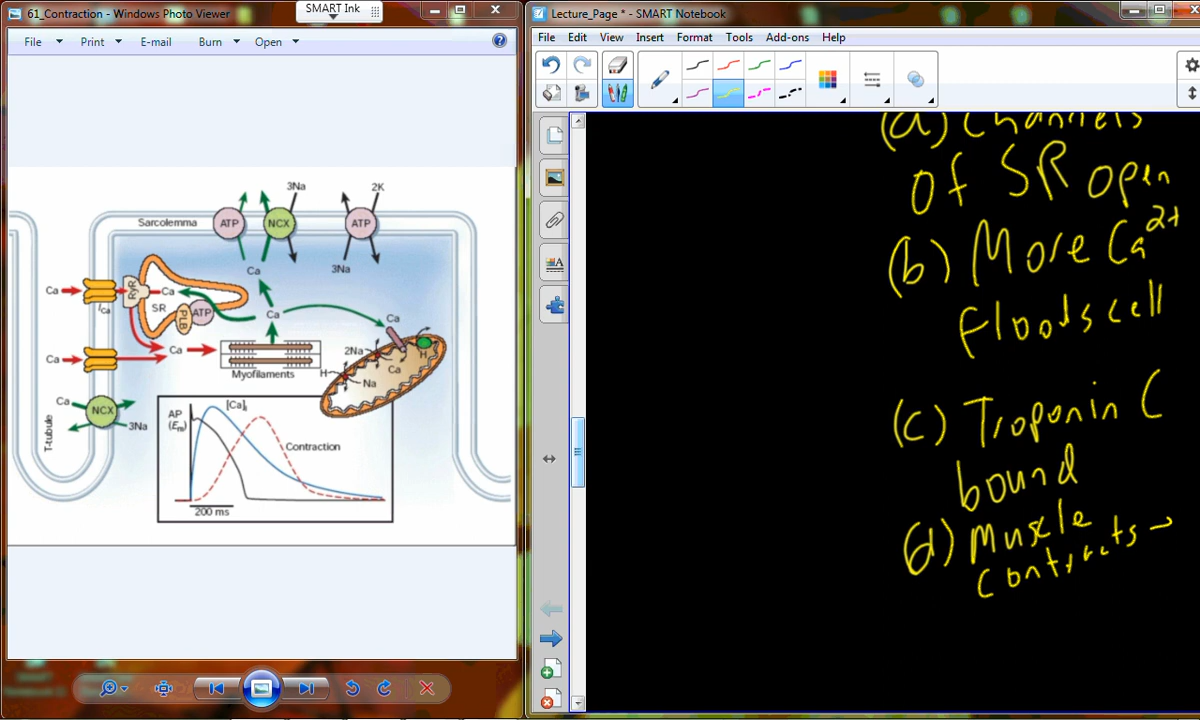 61_Contraction - Windows Photo Viewer
SMART Ink
File Print E-mail Burn Open
Sarcolemma
ATP
NCX
3Na
ATP
2K
3Na
Ca
Ca
RyR
Ca
SR
PLB
ATP
Ca
Ca
ICa
Ca
Ca
Myofilaments
2Na
H
Ca
H
Na
Ca
NCX
3Na
T-tubule
AP
(Em)
[Ca]i
Contraction
200 ms
Lecture_Page * - SMART Notebook
File Edit View Insert Format Tools Add-ons Help
(a) Channels
of SR open
(b) More Ca2+
floods cell
(c) Troponin C
bound
(d) Muscle
contracts →